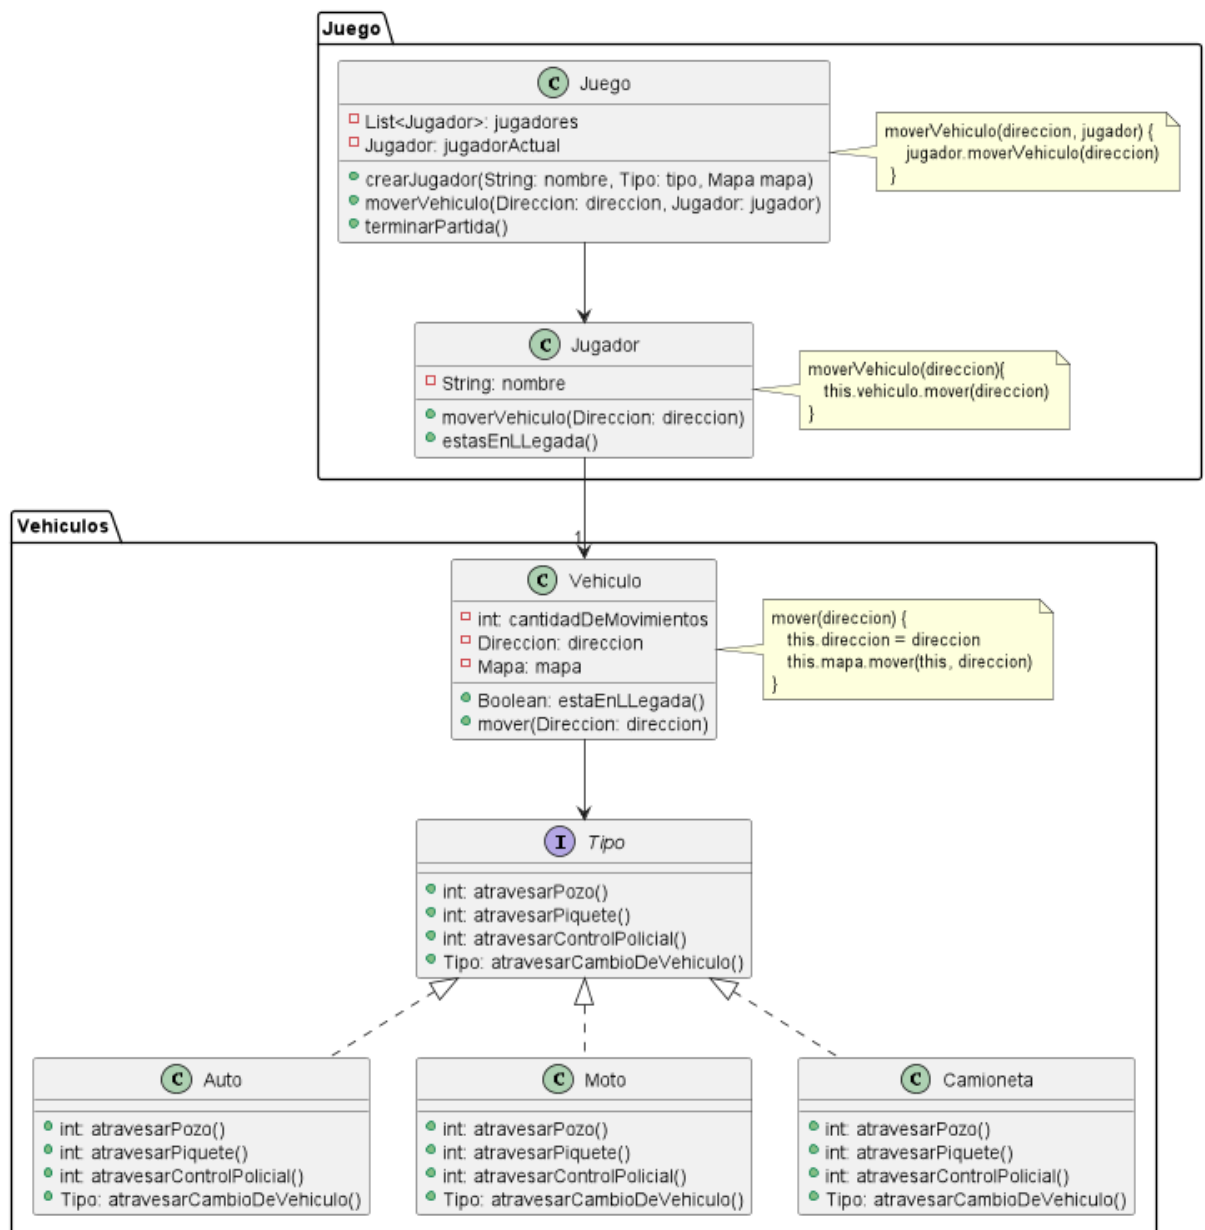 Juego
C Juego
List<Jugador>: jugadores
Jugador: jugadorActual
crearJugador(String: nombre, Tipo: tipo, Mapa mapa)
moverVehiculo(Direccion: direccion, Jugador: jugador)
terminarPartida()
moverVehiculo(direccion, jugador) {
jugador.moverVehiculo(direccion)
}
C Jugador
String: nombre
moverVehiculo(Direccion: direccion)
estasEnLLegada()
moverVehiculo(direccion){
this.vehiculo.mover(direccion)
}
Vehiculos
1
C Vehiculo
int: cantidadDeMovimientos
Direccion: direccion
Mapa: mapa
Boolean: estaEnLLegada()
mover(Direccion: direccion)
mover(direccion) {
this.direccion = direccion
this.mapa.mover(this, direccion)
}
I Tipo
int: atravesarPozo()
int: atravesarPiquete()
int: atravesarControlPolicial()
Tipo: atravesarCambioDeVehiculo()
C Auto
int: atravesarPozo()
int: atravesarPiquete()
int: atravesarControlPolicial()
Tipo: atravesarCambioDeVehiculo()
C Moto
int: atravesarPozo()
int: atravesarPiquete()
int: atravesarControlPolicial()
Tipo: atravesarCambioDeVehiculo()
C Camioneta
int: atravesarPozo()
int: atravesarPiquete()
int: atravesarControlPolicial()
Tipo: atravesarCambioDeVehiculo()